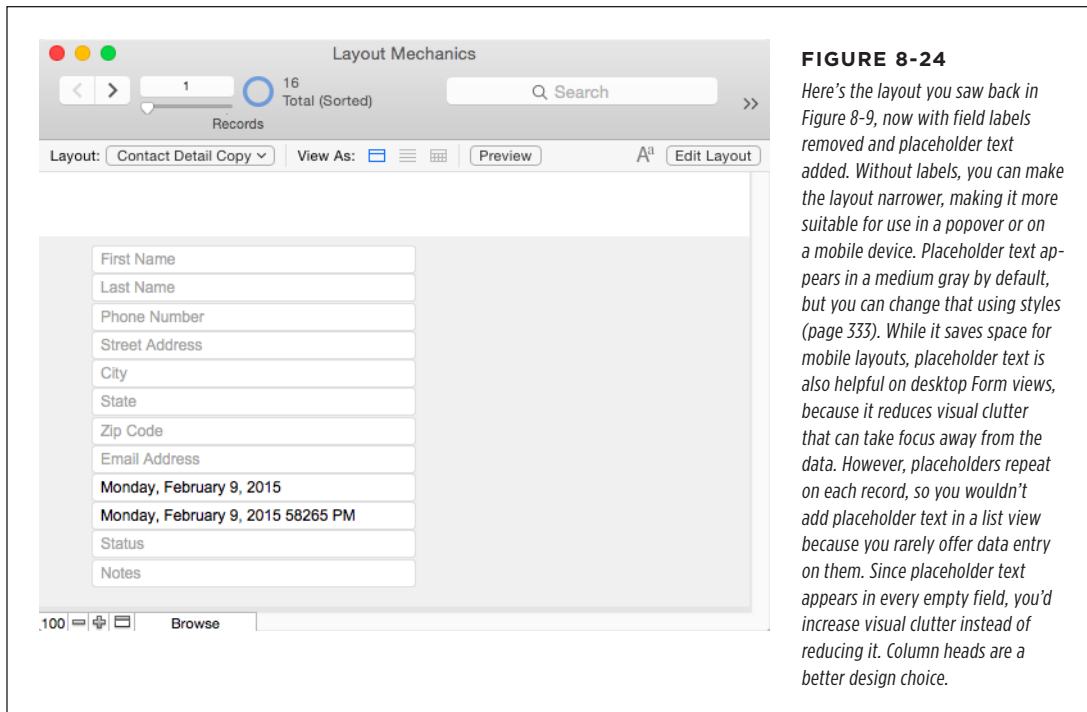 Layout Mechanics
1
16
Total (Sorted)
Records
Search
Layout: Contact Detail Copy View As: Preview Aa Edit Layout
First Name
Last Name
Phone Number
Street Address
City
State
Zip Code
Email Address
Monday, February 9, 2015
Monday, February 9, 2015 58265 PM
Status
Notes
100 Browse
FIGURE 8-24
Here's the layout you saw back in
Figure 8-9, now with field labels
removed and placeholder text
added. Without labels, you can make
the layout narrower, making it more
suitable for use in a popover or on
a mobile device. Placeholder text ap-
pears in a medium gray by default,
but you can change that using styles
(page 333). While it saves space for
mobile layouts, placeholder text is
also helpful on desktop Form views,
because it reduces visual clutter
that can take focus away from the
data. However, placeholders repeat
on each record, so you wouldn't
add placeholder text in a list view
because you rarely offer data entry
on them. Since placeholder text
appears in every empty field, you'd
increase visual clutter instead of
reducing it. Column heads are a
better design choice.